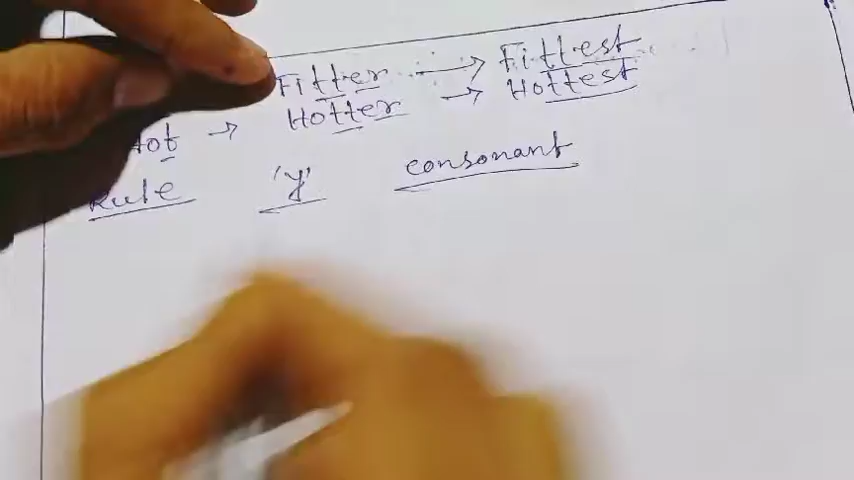 Fitter → Fittest
Hot → Hotter → Hottest
Rule 'y' consonant